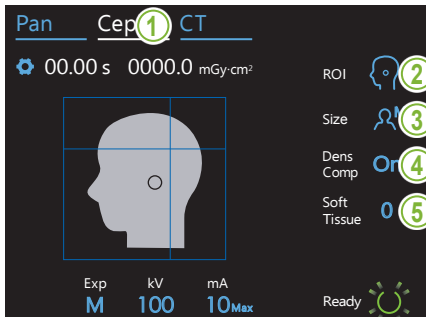 Pan Cep 1 CT
00.00 s 0000.0 mGy·cm²
ROI 2
Size M 3
Dens Comp On 4
Soft Tissue 0 5
Exp kV mA
M 100 10Max
Ready